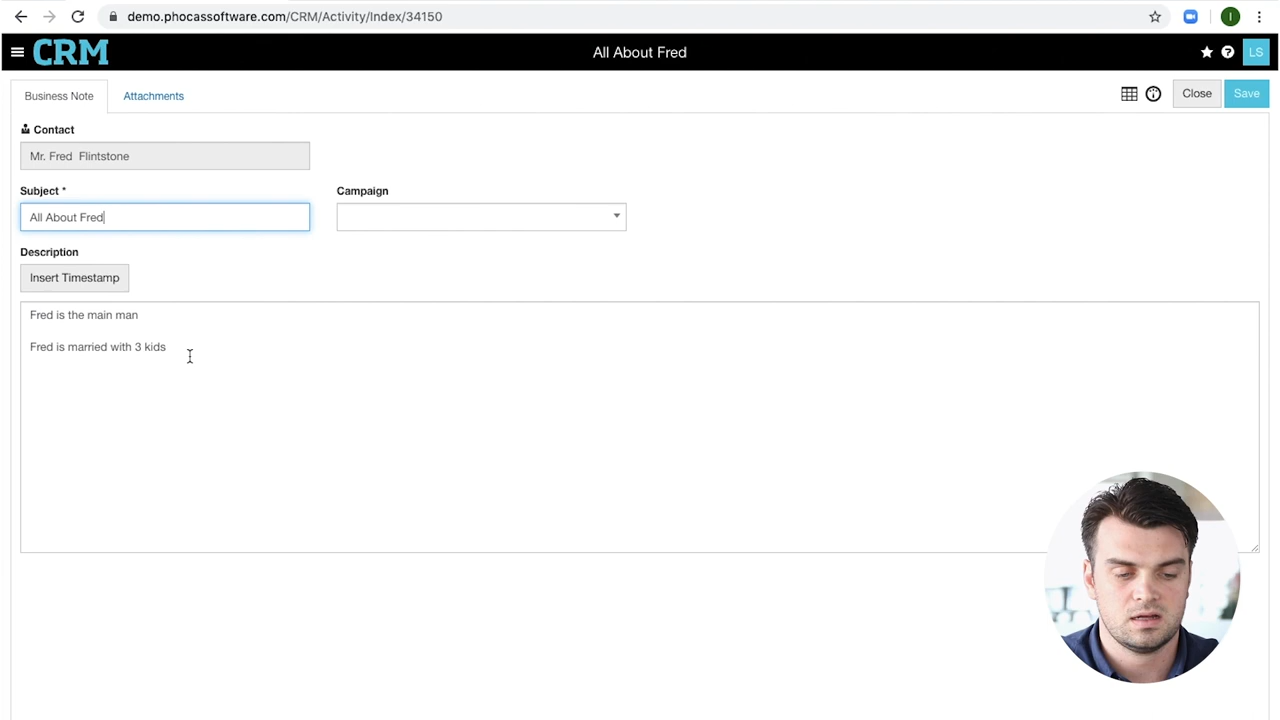 demo.phocassoftware.com/CRM/Activity/Index/34150
I
CRM
All About Fred
LS
Business Note
Attachments
Close
Save
Contact
Mr. Fred  Flintstone
Subject *
Campaign
All About Fred
Description
Insert Timestamp
Fred is the main man
Fred is married with 3 kids